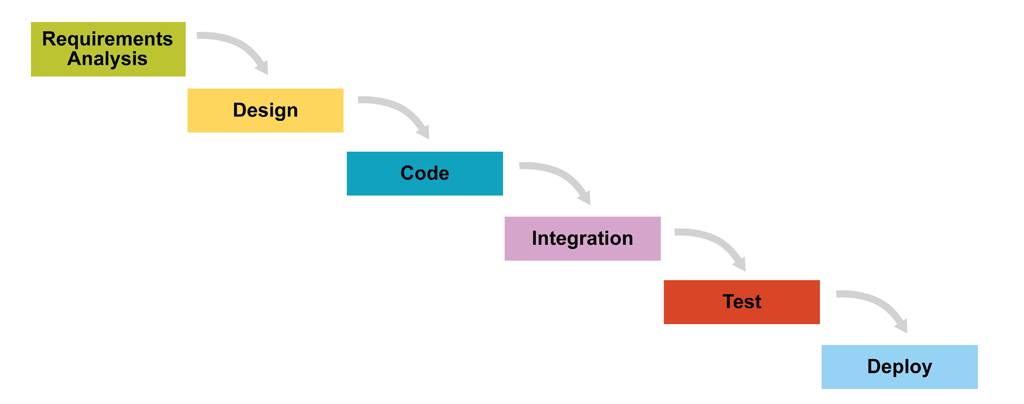 Requirements
Analysis
Design
Code
Integration
Test
Deploy